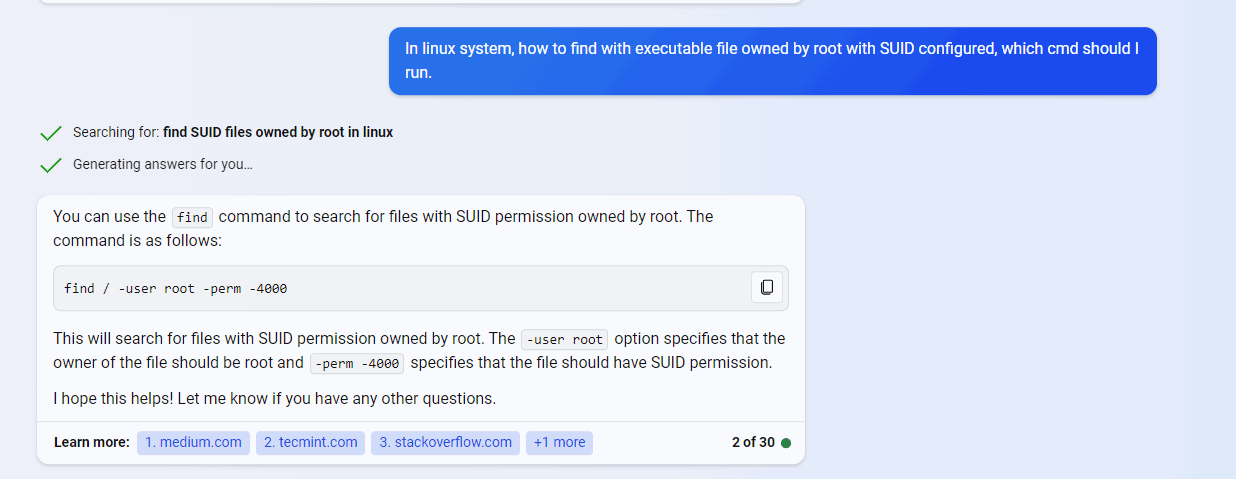 In linux system, how to find with executable file owned by root with SUID configured, which cmd should I
run.
Searching for: find SUID files owned by root in linux
Generating answers for you...
You can use the find command to search for files with SUID permission owned by root. The
command is as follows:
find / -user root -perm -4000
This will search for files with SUID permission owned by root. The -user root option specifies that the
owner of the file should be root and -perm -4000 specifies that the file should have SUID permission.
I hope this helps! Let me know if you have any other questions.
Learn more: 1. medium.com 2. tecmint.com 3. stackoverflow.com +1 more 2 of 30